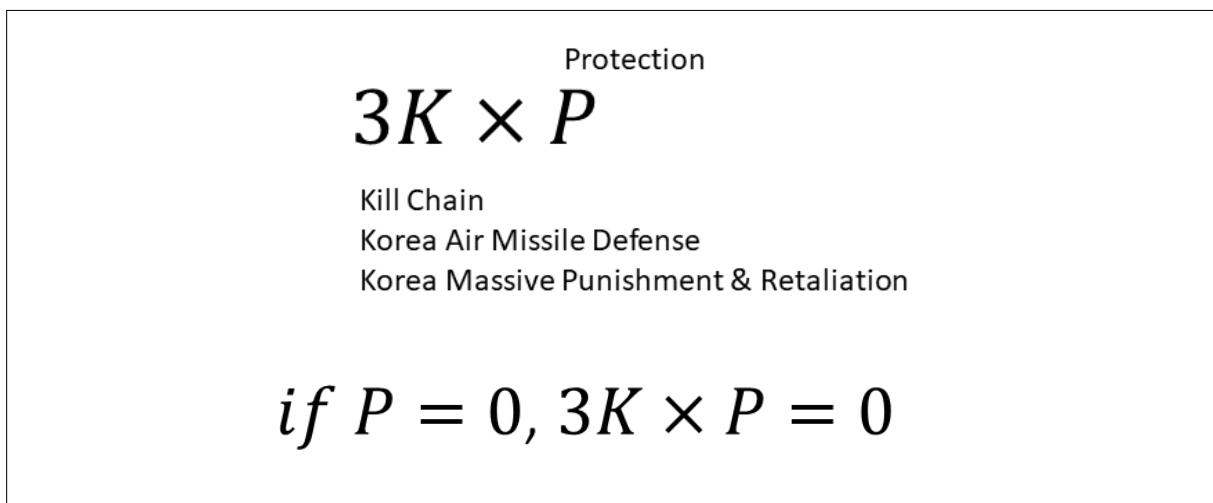 Protection
3K × P
Kill Chain
Korea Air Missile Defense
Korea Massive Punishment & Retaliation
if P = 0, 3K × P = 0